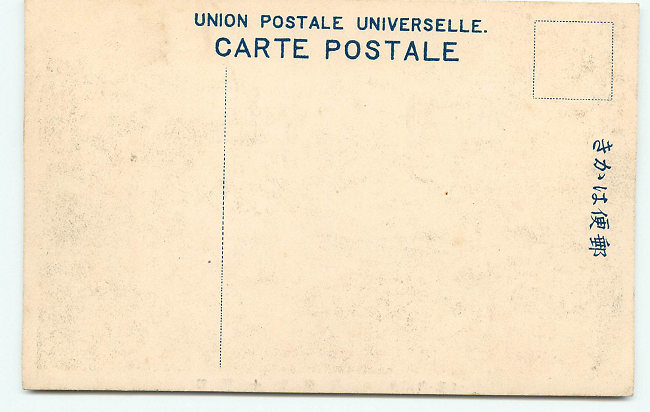 UNION POSTALE UNIVERSELLE.
CARTE POSTALE
郵便はかき